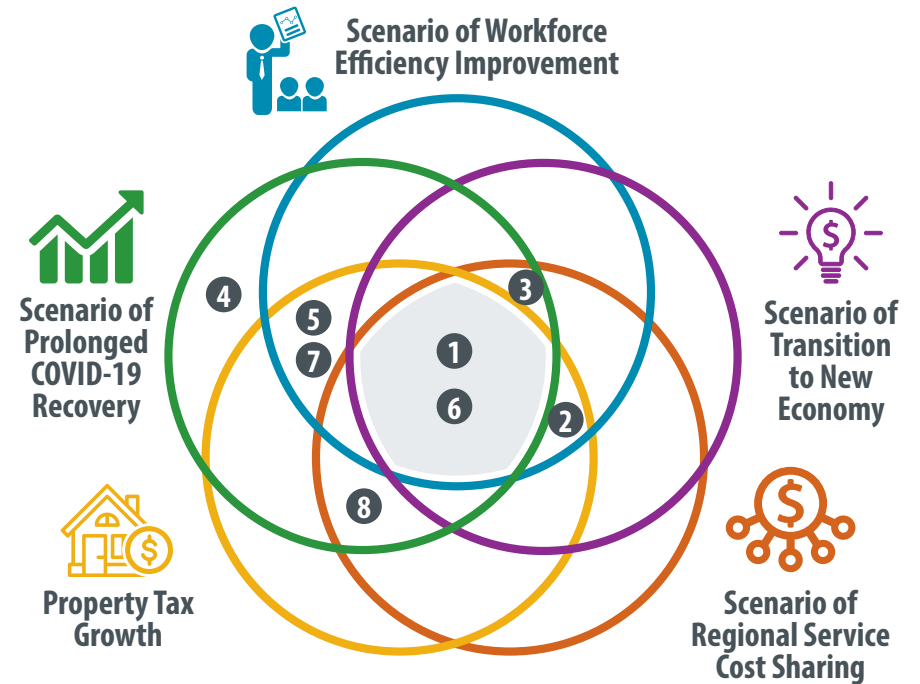 Scenario of Workforce
Efficiency Improvement
$
Scenario of
Prolonged
COVID-19
Recovery
Scenario of
Transition
to New
Economy
4
5
7
3
1
6
2
8
$
Property Tax
Growth
$
Scenario of
Regional Service
Cost Sharing